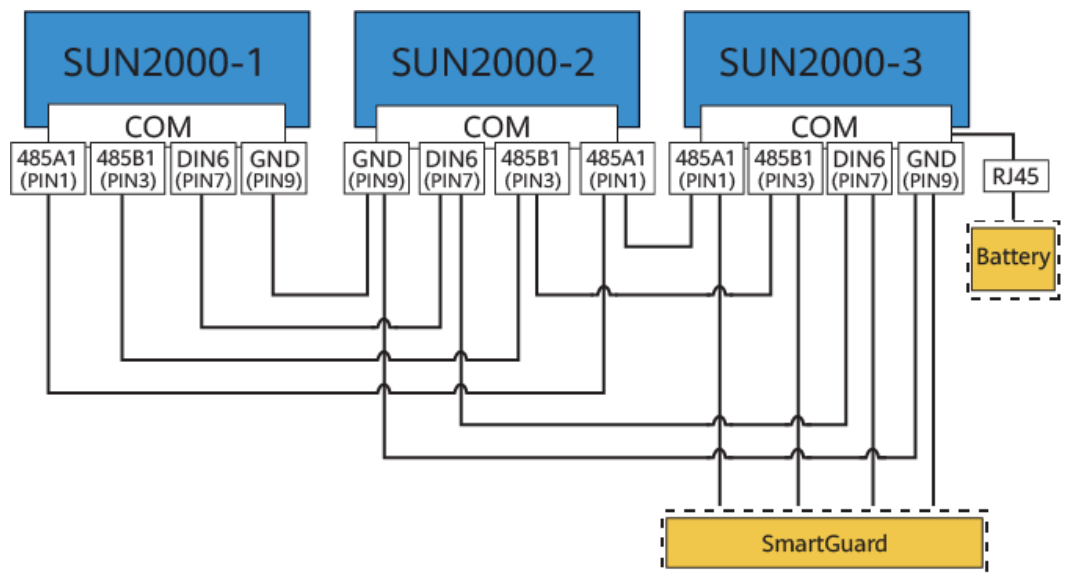 SUN2000-1
SUN2000-2
SUN2000-3
COM
COM
COM
485A1
(PIN1)
485B1
(PIN3)
DIN6
(PIN7)
GND
(PIN9)
GND
(PIN9)
DIN6
(PIN7)
485B1
(PIN3)
485A1
(PIN1)
485A1
(PIN1)
485B1
(PIN3)
DIN6
(PIN7)
GND
(PIN9)
RJ45
Battery
SmartGuard